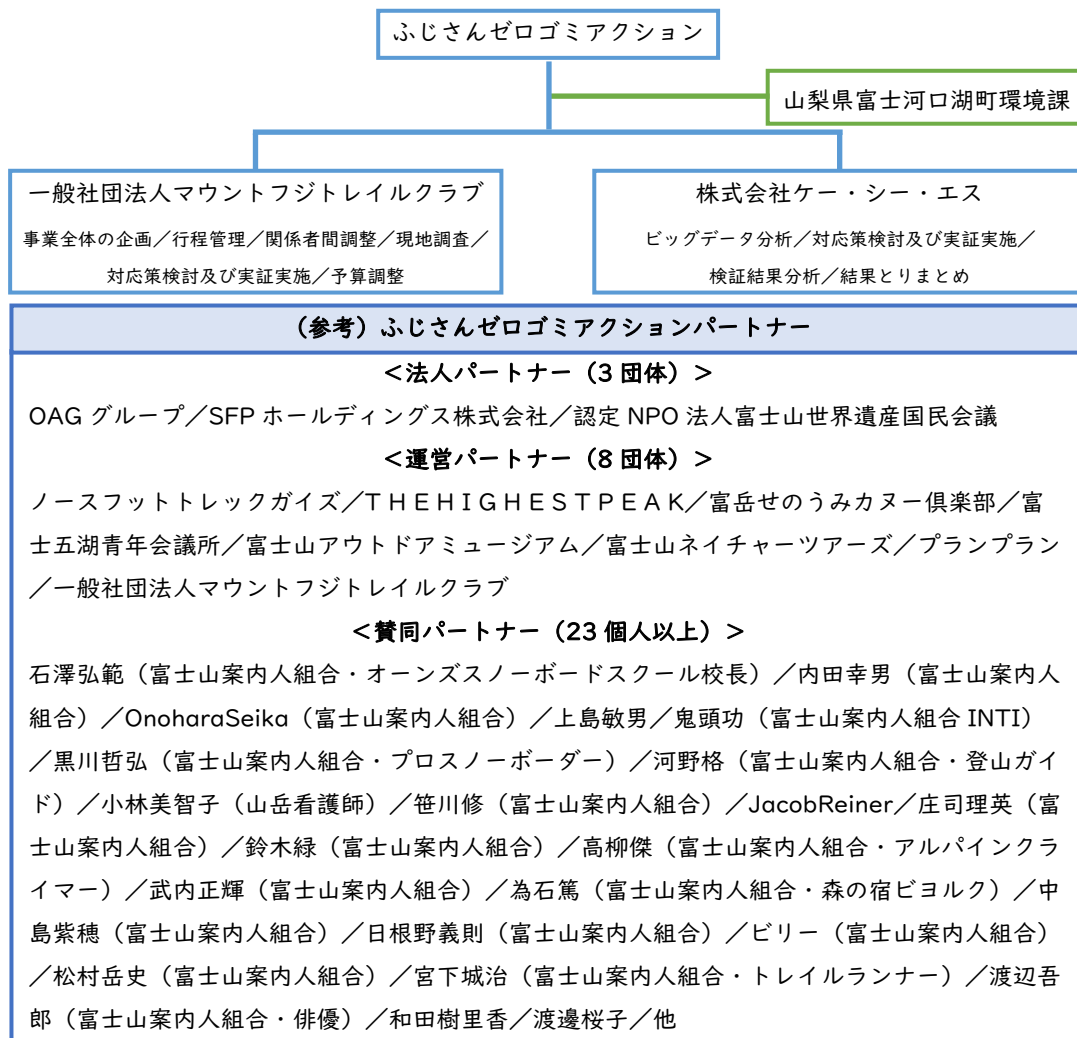 ふじさんゼロゴミアクション
山梨県富士河口湖町環境課
一般社団法人マウントフジトレイルクラブ
事業全体の企画／行程管理／関係者間調整／現地調査／
対応策検討及び実証実施／予算調整
株式会社ケー・シー・エス
ビッグデータ分析／対応策検討及び実証実施／
検証結果分析／結果とりまとめ
（参考）ふじさんゼロゴミアクションパートナー
＜法人パートナー（3 団体）＞
OAG グループ／SFP ホールディングス株式会社／認定 NPO 法人富士山世界遺産国民会議
＜運営パートナー（8 団体）＞
ノースフットトレックガイズ／ＴＨＥＨＩＧＨＥＳＴＰＥＡＫ／富岳せのうみカヌー倶楽部／富
士五湖青年会議所／富士山アウトドアミュージアム／富士山ネイチャーツアーズ／プランプラン
／一般社団法人マウントフジトレイルクラブ
＜賛同パートナー（23 個人以上）＞
石澤弘範（富士山案内人組合・オーンズスノーボードスクール校長）／内田幸男（富士山案内人
組合）／OnoharaSeika（富士山案内人組合）／上島敏男／鬼頭功（富士山案内人組合 INTI）
／黒川哲弘（富士山案内人組合・プロスノーボーダー）／河野格（富士山案内人組合・登山ガイ
ド）／小林美智子（山岳看護師）／笹川修（富士山案内人組合）／JacobReiner／庄司理英（富
士山案内人組合）／鈴木緑（富士山案内人組合）／高柳傑（富士山案内人組合・アルパインクラ
イマー）／武内正輝（富士山案内人組合）／為石篤（富士山案内人組合・森の宿ビヨルク）／中
島紫穂（富士山案内人組合）／日根野義則（富士山案内人組合）／ビリー（富士山案内人組合）
／松村岳史（富士山案内人組合）／宮下城治（富士山案内人組合・トレイルランナー）／渡辺吾
郎（富士山案内人組合・俳優）／和田樹里香／渡邊桜子／他